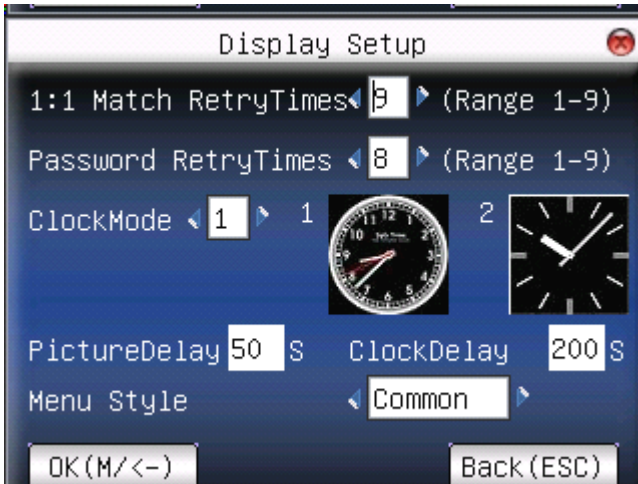 Display Setup
1:1 Match RetryTimes 9 (Range 1-9)
Password RetryTimes 8 (Range 1-9)
ClockMode 1 1 2
PictureDelay 50 S ClockDelay 200 S
Menu Style Common
OK(M/<-) Back(ESC)